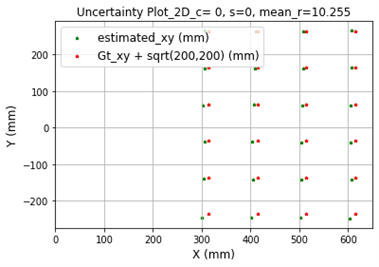 Uncertainty Plot_2D_c= 0, s=0, mean_r=10.255
estimated_xy (mm)
Gt_xy + sqrt(200,200) (mm)
200
100
0
−100
−200
Y (mm)
0 100 200 300 400 500 600
X (mm)